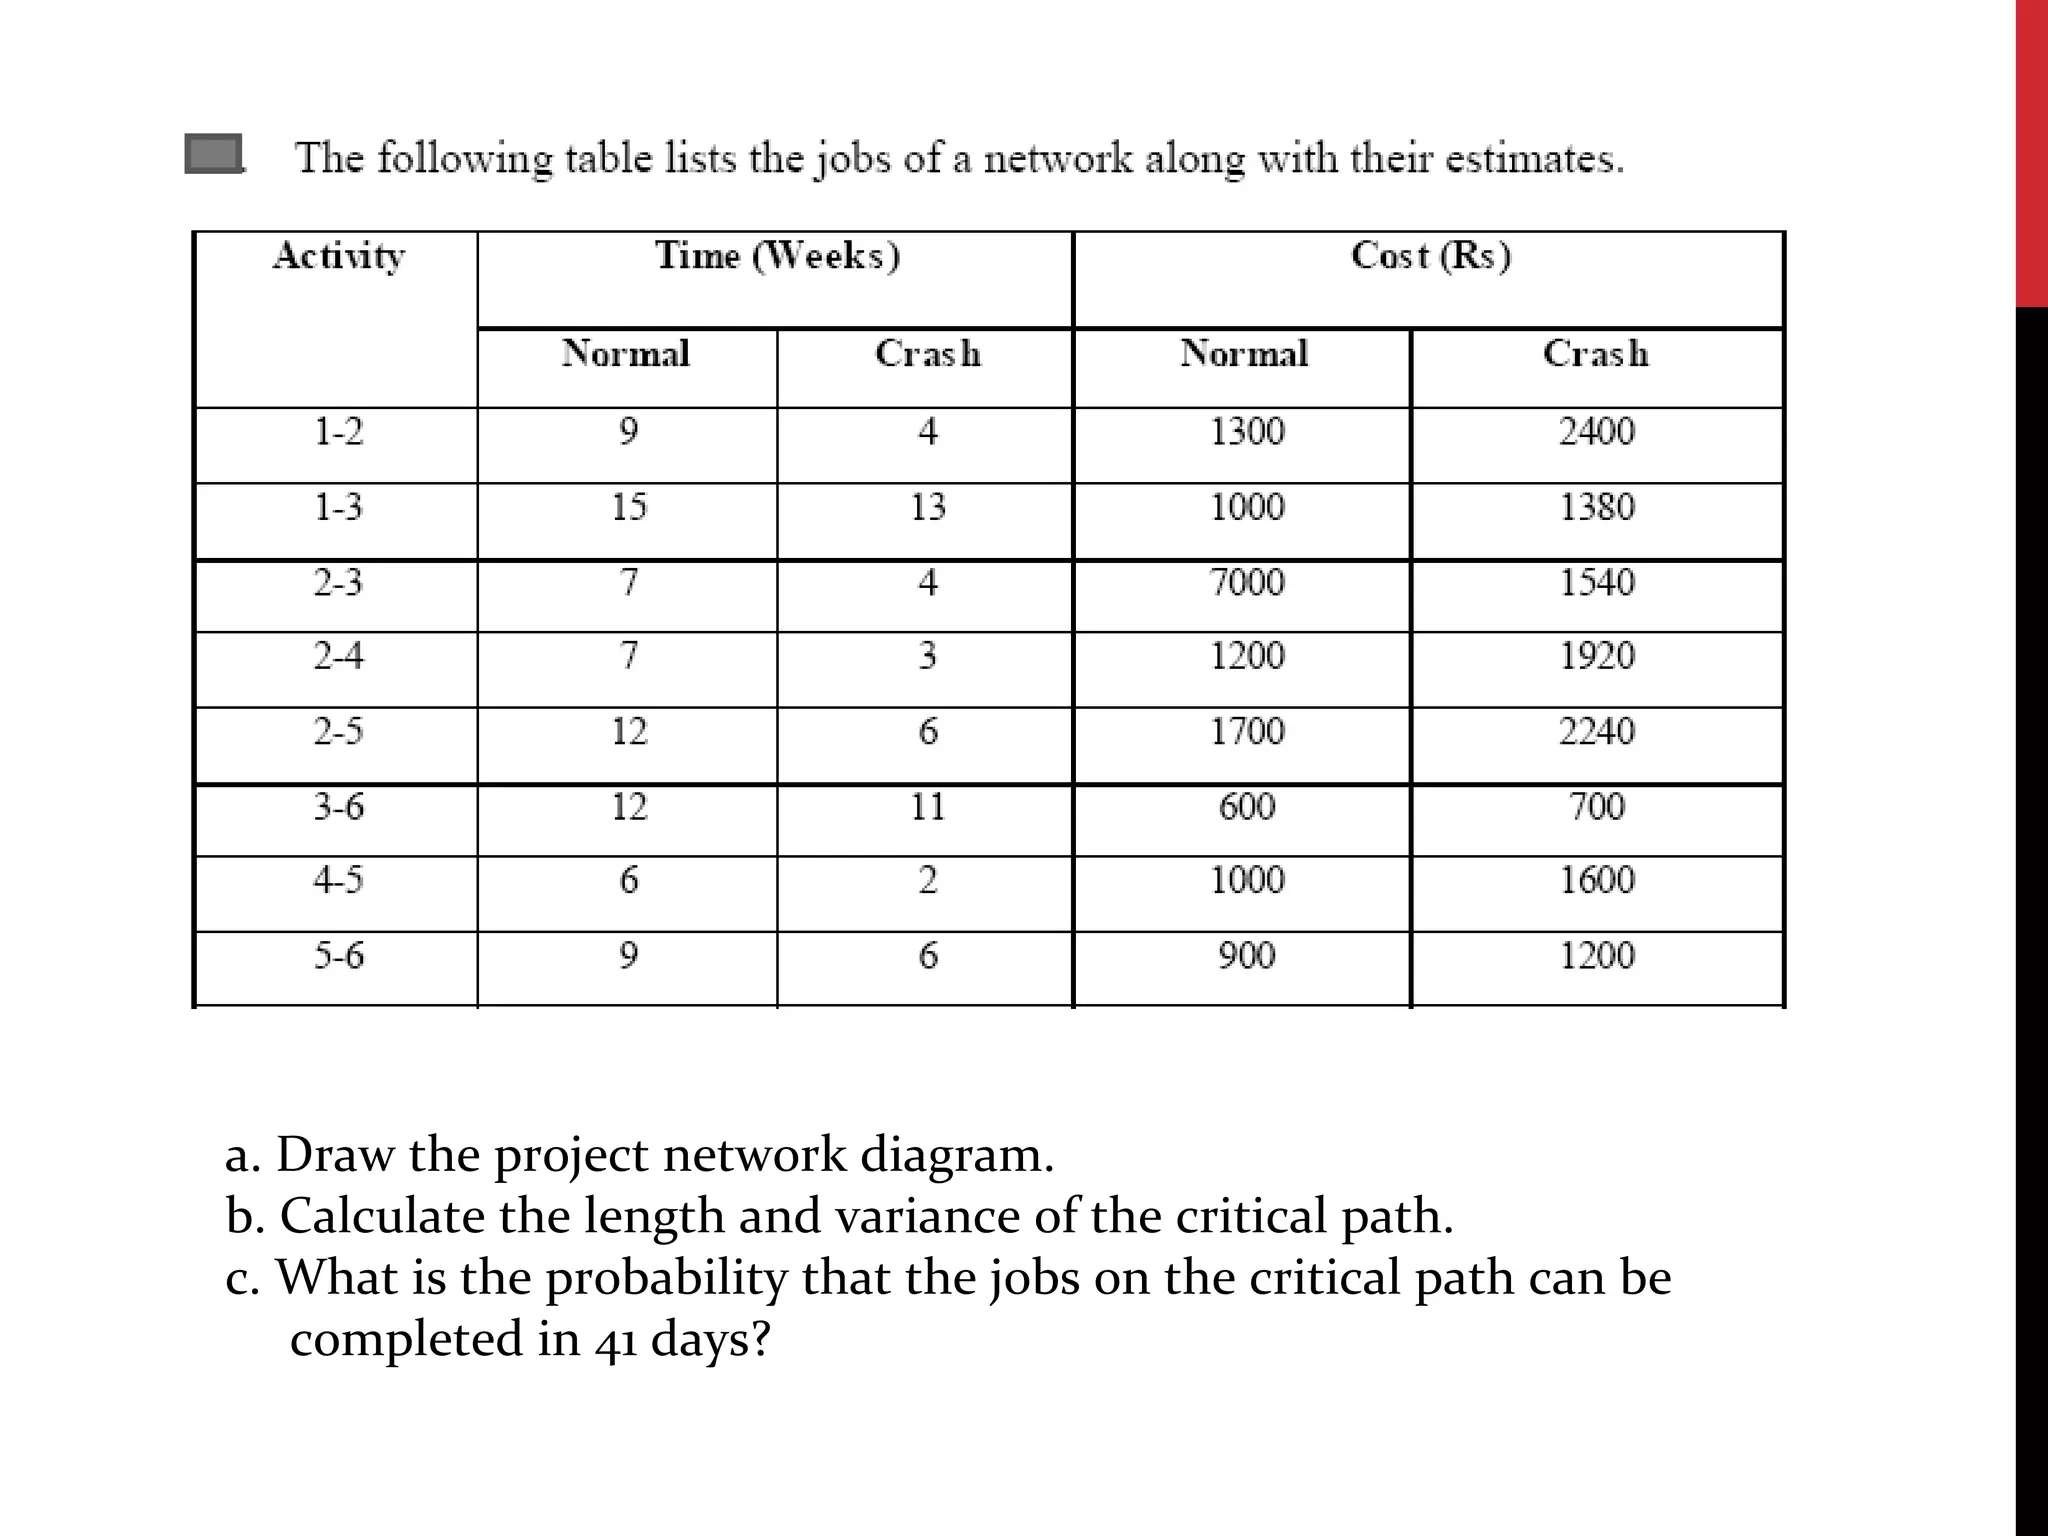 The following table lists the jobs of a network along with their estimates.
Activity Time (Weeks) Cost (Rs)
Normal Crash Normal Crash
1-2 9 4 1300 2400
1-3 15 13 1000 1380
2-3 7 4 7000 1540
2-4 7 3 1200 1920
2-5 12 6 1700 2240
3-6 12 11 600 700
4-5 6 2 1000 1600
5-6 9 6 900 1200
a. Draw the project network diagram.
b. Calculate the length and variance of the critical path.
c. What is the probability that the jobs on the critical path can be
completed in 41 days?